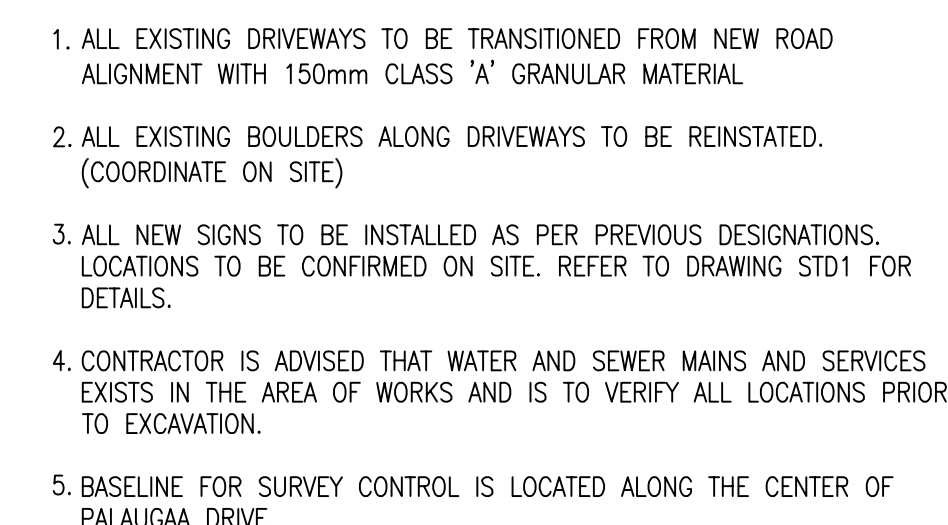 1. ALL EXISTING DRIVEWAYS TO BE TRANSITIONED FROM NEW ROAD
ALIGNMENT WITH 150mm CLASS 'A' GRANULAR MATERIAL
2. ALL EXISTING BOULDERS ALONG DRIVEWAYS TO BE REINSTATED.
(COORDINATE ON SITE)
3. ALL NEW SIGNS TO BE INSTALLED AS PER PREVIOUS DESIGNATIONS.
LOCATIONS TO BE CONFIRMED ON SITE. REFER TO DRAWING STD1 FOR
DETAILS.
4. CONTRACTOR IS ADVISED THAT WATER AND SEWER MAINS AND SERVICES
EXISTS IN THE AREA OF WORKS AND IS TO VERIFY ALL LOCATIONS PRIOR
TO EXCAVATION.
5. BASELINE FOR SURVEY CONTROL IS LOCATED ALONG THE CENTER OF
PALAUGAA DRIVE